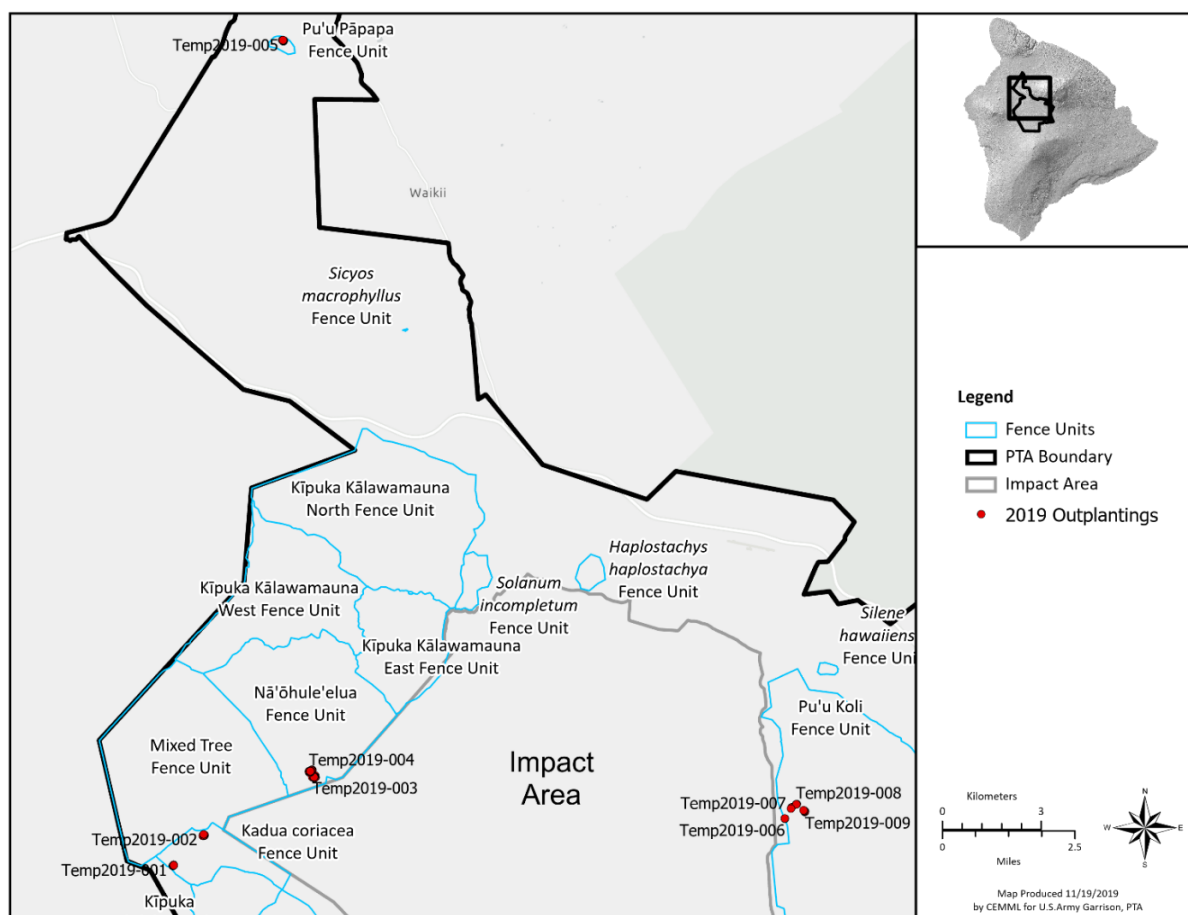 Pu'u Pāpapa
Fence Unit
Temp2019-005
Waikii
Sicyos
macrophyllus
Fence Unit
Kīpuka Kālawamauna
North Fence Unit
Haplostachys
haplostachya
Fence Unit
Solanum
incompletum
Fence Unit
Kīpuka Kālawamauna
West Fence Unit
Silene
hawaiiens
Fence Uni
Kīpuka Kālawamauna
East Fence Unit
Nā'ōhule'elua
Fence Unit
Pu'u Koli
Fence Unit
Mixed Tree
Fence Unit
Temp2019-004
Temp2019-003
Impact
Area
Temp2019-008
Temp2019-007
Temp2019-009
Temp2019-006
Temp2019-002
Kadua coriacea
Fence Unit
Temp2019-001
Kīpuka
Legend
Fence Units
PTA Boundary
Impact Area
2019 Outplantings
Kilometers
0 3
0 2.5
Miles
N
W E
S
Map Produced 11/19/2019
by CEMML for U.S.Army Garrison, PTA